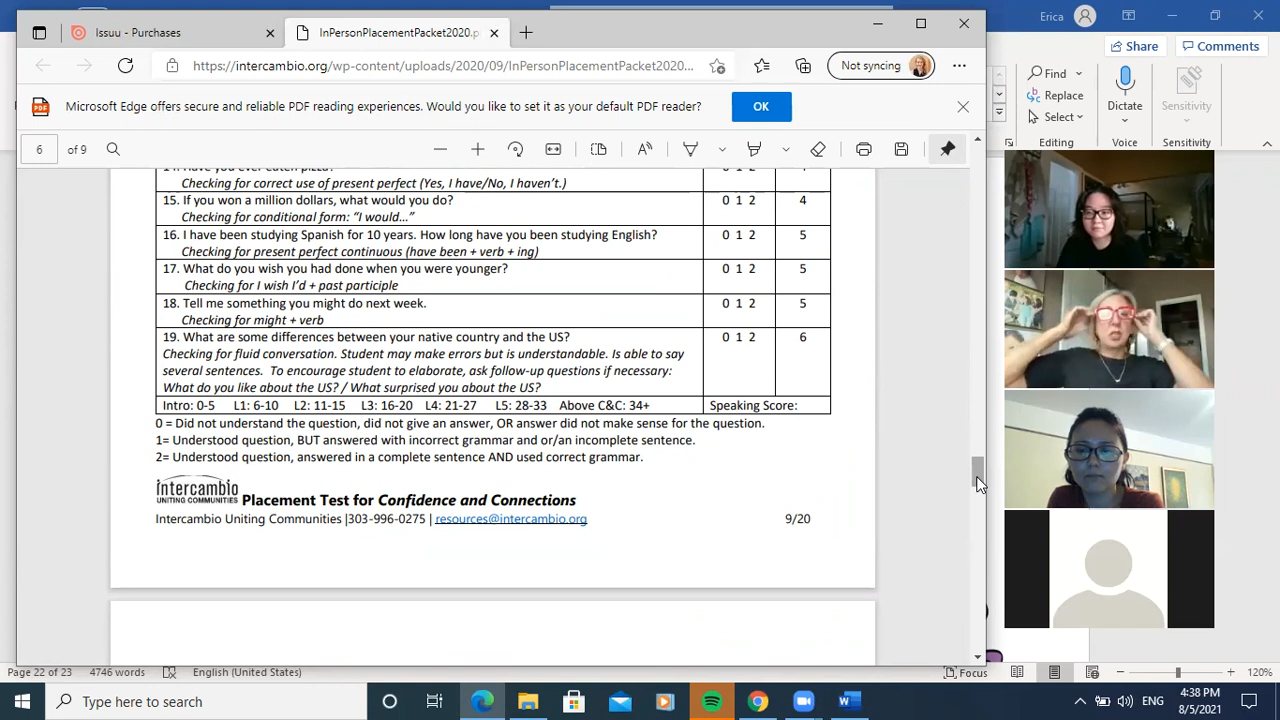 Erica
Issuu - Purchases
InPersonPlacementPacket2020.p
https://intercambio.org/wp-content/uploads/2020/09/InPersonPlacementPacket2020...
Not syncing
Share
Comments
Microsoft Edge offers secure and reliable PDF reading experiences. Would you like to set it as your default PDF reader?
OK
Find
Replace
Select
Editing
Dictate
Voice
Sensitivity
Sensitivity
6 of 9
Checking for correct use of present perfect (Yes, I have/No, I haven't.)
15. If you won a million dollars, what would you do?
Checking for conditional form: "I would…"
0 1 2
4
16. I have been studying Spanish for 10 years. How long have you been studying English?
Checking for present perfect continuous (have been + verb + ing)
0 1 2
5
17. What do you wish you had done when you were younger?
Checking for I wish I'd + past participle
0 1 2
5
18. Tell me something you might do next week.
Checking for might + verb
0 1 2
5
19. What are some differences between your native country and the US?
Checking for fluid conversation. Student may make errors but is understandable. Is able to say
several sentences. To encourage student to elaborate, ask follow-up questions if necessary:
What do you like about the US? / What surprised you about the US?
0 1 2
6
Intro: 0-5 L1: 6-10 L2: 11-15 L3: 16-20 L4: 21-27 L5: 28-33 Above C&C: 34+
Speaking Score:
0 = Did not understand the question, did not give an answer, OR answer did not make sense for the question.
1= Understood question, BUT answered with incorrect grammar and or/an incomplete sentence.
2= Understood question, answered in a complete sentence AND used correct grammar.
intercambio
UNITING COMMUNITIES
Placement Test for Confidence and Connections
Intercambio Uniting Communities |303-996-0275 | resources@intercambio.org
9/20
Page 22 of 23
4746 words
English (United States)
Focus
120%
Type here to search
ENG
4:38 PM
8/5/2021